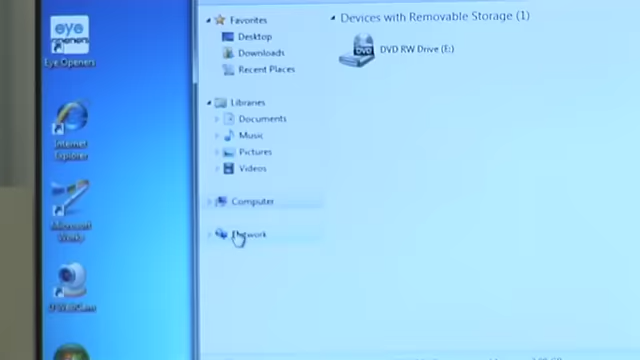 eye
openers
Eye Openers
Internet
Explorer
Microsoft
Works
Favorites
Desktop
Downloads
Recent Places
Libraries
Documents
Music
Pictures
Videos
Computer
Network
Devices with Removable Storage (1)
DVD
DVD RW Drive (E:)